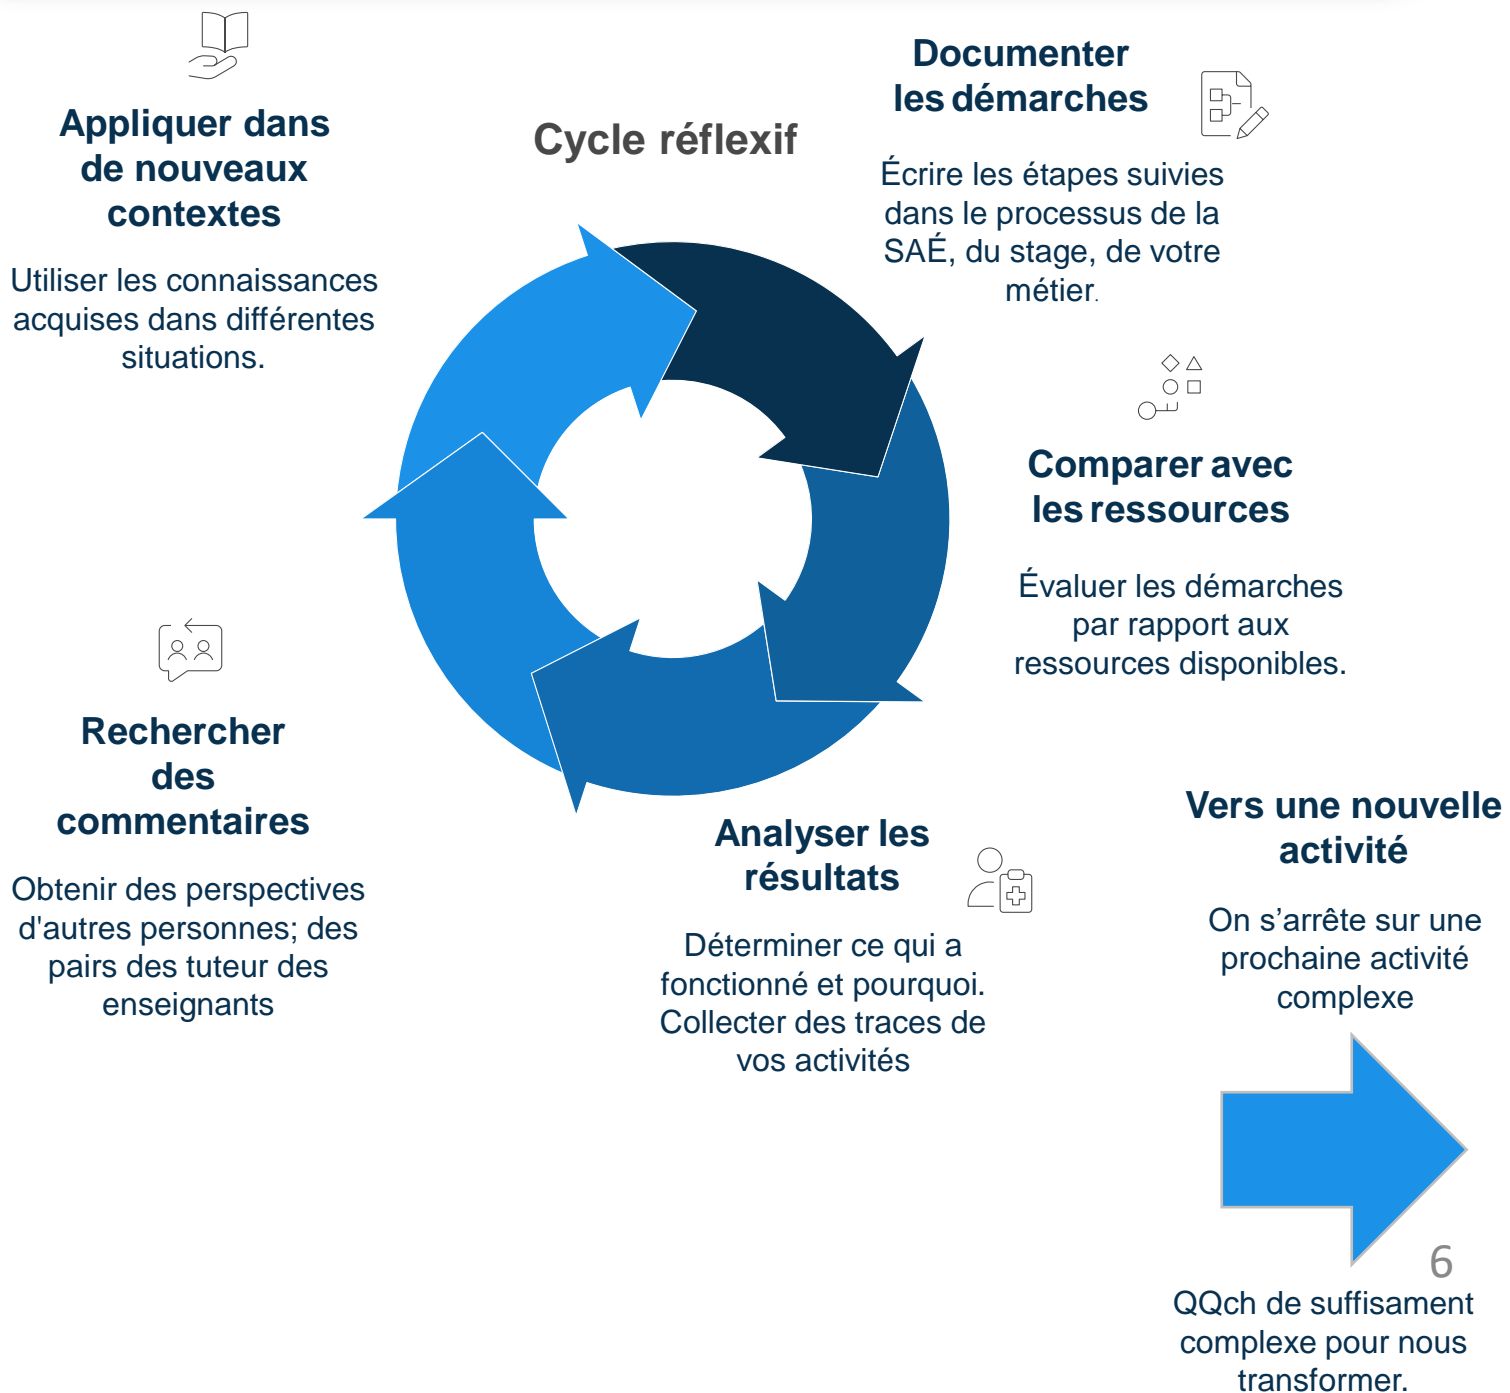 Cycle réflexif
Documenter
les démarches
Écrire les étapes suivies
dans le processus de la
SAÉ, du stage, de votre
métier.
Comparer avec
les ressources
Évaluer les démarches
par rapport aux
ressources disponibles.
Analyser les
résultats
Déterminer ce qui a
fonctionné et pourquoi.
Collecter des traces de
vos activités
Rechercher
des
commentaires
Obtenir des perspectives
d'autres personnes; des
pairs des tuteur des
enseignants
Appliquer dans
de nouveaux
contextes
Utiliser les connaissances
acquises dans différentes
situations.
Vers une nouvelle
activité
On s’arrête sur une
prochaine activité
complexe
6
QQch de suffisament
complexe pour nous
transformer.